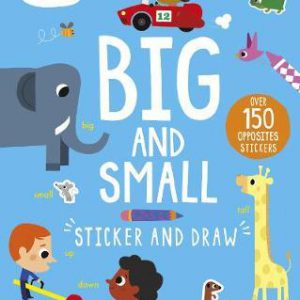 12
BIG
AND
SMALL
OVER
150
OPPOSITES
STICKERS
big
small
STICKER AND DRAW
tall
up
down